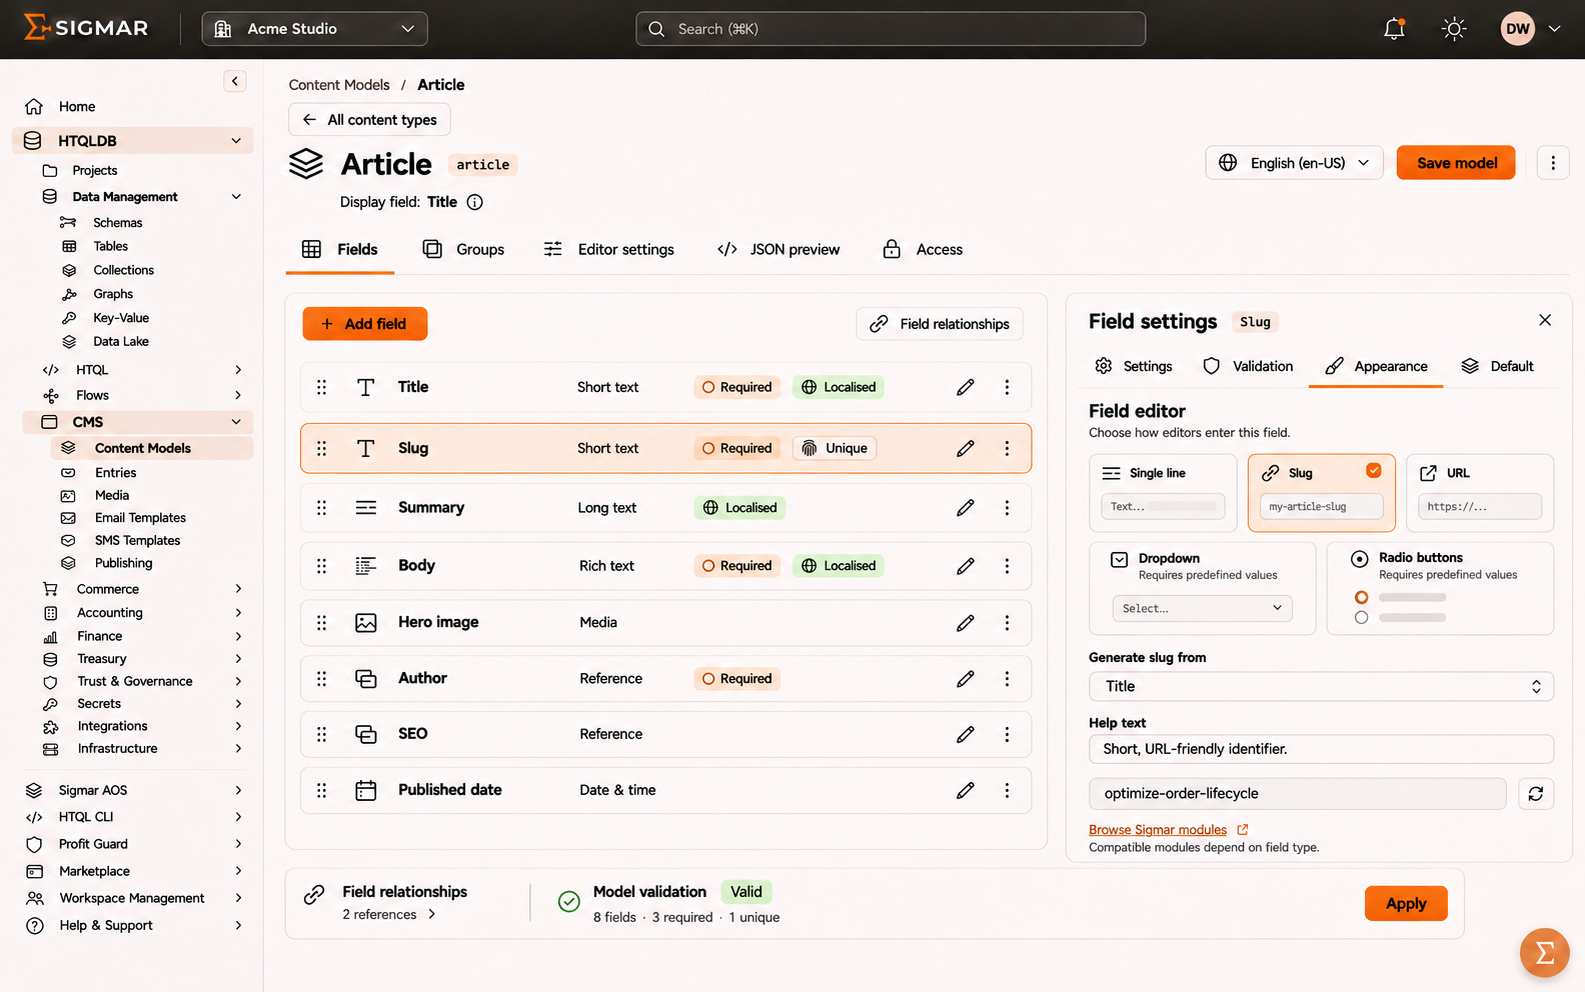 SIGMAR
Acme Studio
Search (⌘K)
DW
Home
HTQLDB
Projects
Data Management
Schemas
Tables
Collections
Graphs
Key-Value
Data Lake
HTQL
Flows
CMS
Content Models
Entries
Media
Email Templates
SMS Templates
Publishing
Commerce
Accounting
Finance
Treasury
Trust & Governance
Secrets
Integrations
Infrastructure
Sigmar AOS
HTQL CLI
Profit Guard
Marketplace
Workspace Management
Help & Support
Content Models / Article
All content types
Article article
Display field: Title
English (en-US)
Save model
Fields Groups Editor settings JSON preview Access
Add field
Field relationships
Title Short text Required Localised
Slug Short text Required Unique
Summary Long text Localised
Body Rich text Required Localised
Hero image Media
Author Reference Required
SEO Reference
Published date Date & time
Field settings Slug
Settings Validation Appearance Default
Field editor
Choose how editors enter this field.
Single line
Text...
Slug
my-article-slug
URL
https://...
Dropdown
Requires predefined values
Select...
Radio buttons
Requires predefined values
Generate slug from
Title
Help text
Short, URL-friendly identifier.
optimize-order-lifecycle
Browse Sigmar modules
Compatible modules depend on field type.
Field relationships
2 references
Model validation Valid
8 fields · 3 required · 1 unique
Apply